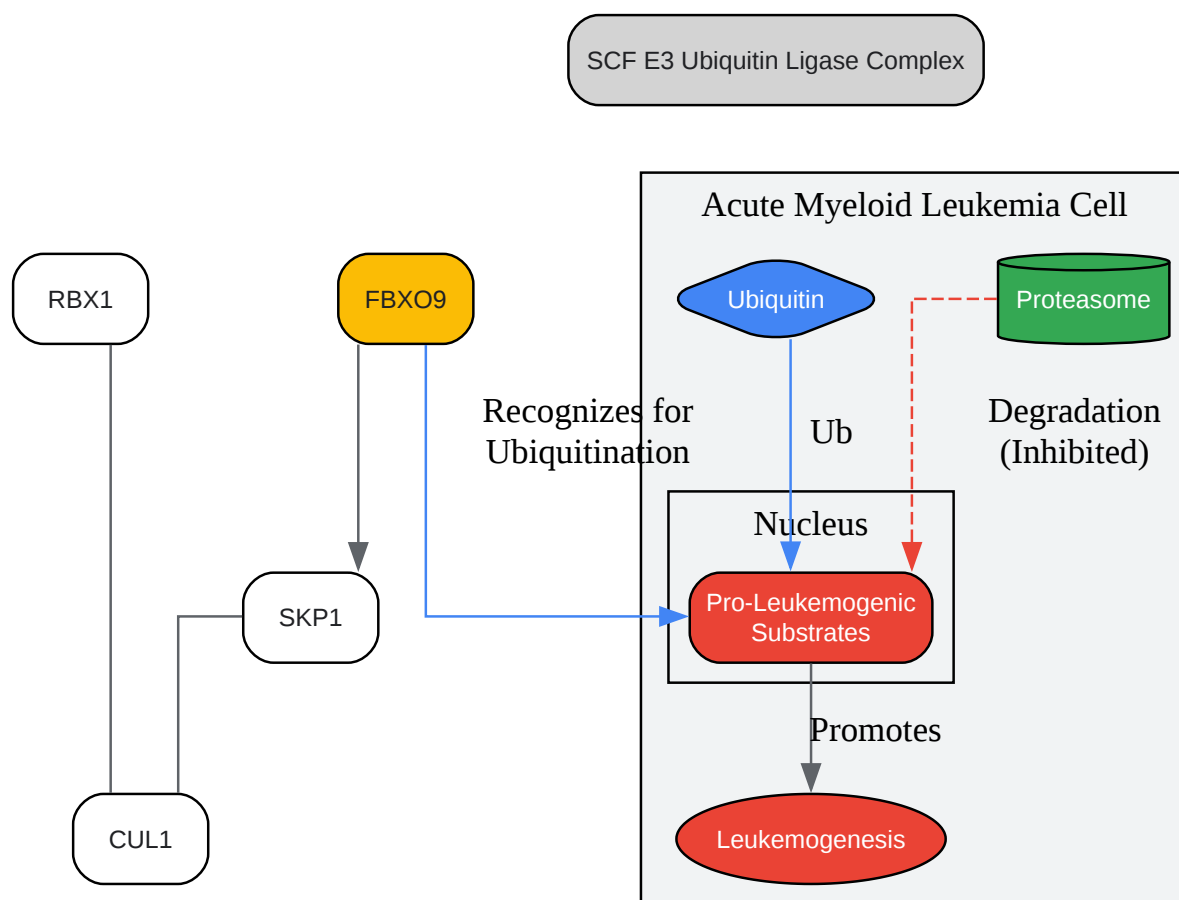 SCF E3 Ubiquitin Ligase Complex
Acute Myeloid Leukemia Cell
RBX1
FBXO9
Ubiquitin
Proteasome
Recognizes for
Ubiquitination
Ub
Degradation
(Inhibited)
Nucleus
SKP1
Pro-Leukemogenic
Substrates
Promotes
CUL1
Leukemogenesis